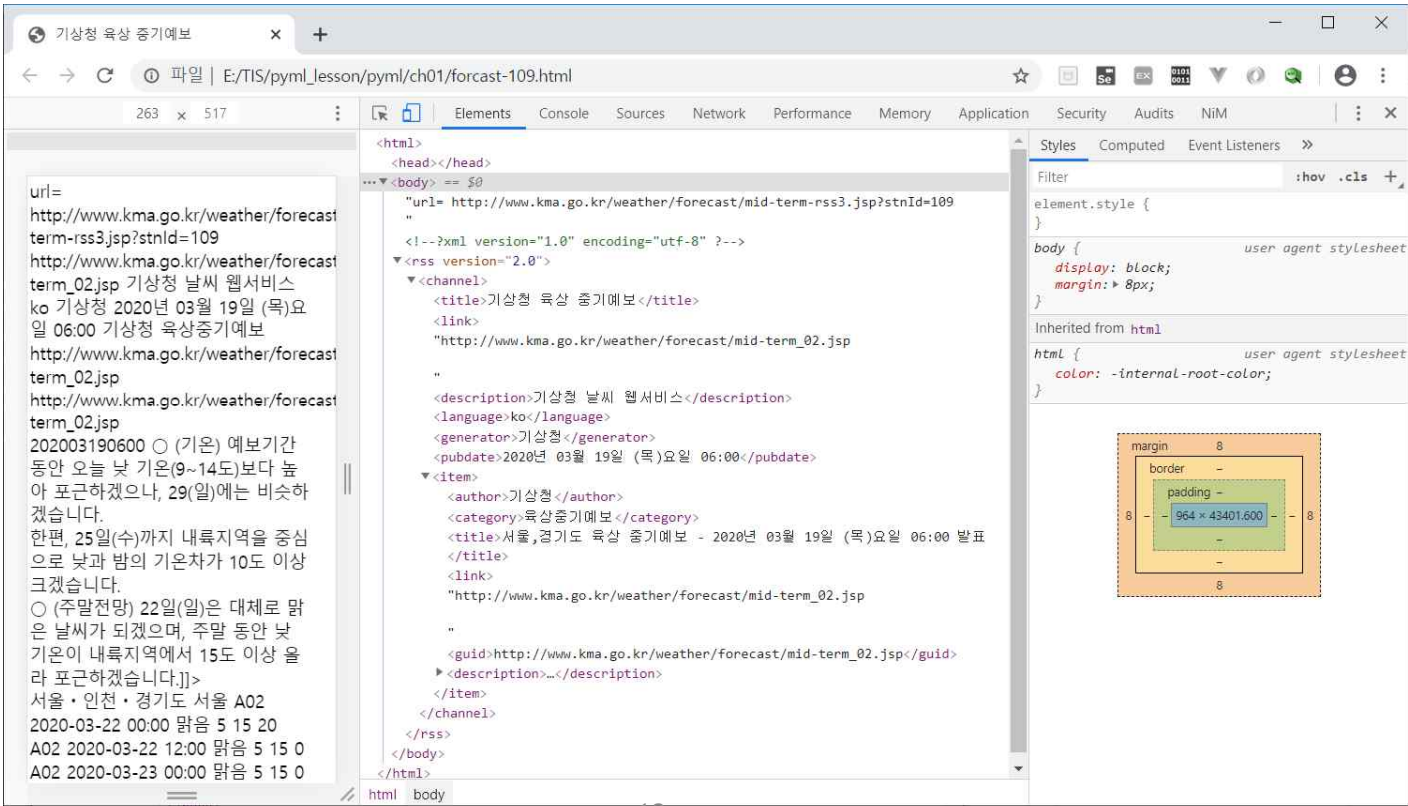 기상청 육상 중기예보
파일 | E:/TIS/pyml_lesson/pyml/ch01/forcast-109.html
Se EX 0101 0011
263 x 517
Elements Console Sources Network Performance Memory Application Security Audits NiM
url=
http://www.kma.go.kr/weather/forecast
term-rss3.jsp?stnId=109
http://www.kma.go.kr/weather/forecast
term_02.jsp 기상청 날씨 웹서비스
ko 기상청 2020년 03월 19일 (목)요
일 06:00 기상청 육상중기예보
http://www.kma.go.kr/weather/forecast
term_02.jsp
http://www.kma.go.kr/weather/forecast
term_02.jsp
202003190600 ○ (기온) 예보기간
동안 오늘 낮 기온(9~14도)보다 높
아 포근하겠으나, 29(일)에는 비슷하
겠습니다.
한편, 25일(수)까지 내륙지역을 중심
으로 낮과 밤의 기온차가 10도 이상
크겠습니다.
○ (주말전망) 22일(일)은 대체로 맑
은 날씨가 되겠으며, 주말 동안 낮
기온이 내륙지역에서 15도 이상 올
라 포근하겠습니다.]]>
서울・인천・경기도 서울 A02
2020-03-22 00:00 맑음 5 15 20
A02 2020-03-22 12:00 맑음 5 15 0
A02 2020-03-23 00:00 맑음 5 15 0
<html>
<head></head>
<body> == $0
"url= http://www.kma.go.kr/weather/forecast/mid-term-rss3.jsp?stnId=109
"
<!--?xml version="1.0" encoding="utf-8" ?-->
<rss version="2.0">
<channel>
<title>기상청 육상 중기예보</title>
<link>
"http://www.kma.go.kr/weather/forecast/mid-term_02.jsp
"
<description>기상청 날씨 웹서비스</description>
<language>ko</language>
<generator>기상청</generator>
<pubdate>2020년 03월 19일 (목)요일 06:00</pubdate>
<item>
<author>기상청</author>
<category>육상중기예보</category>
<title>서울,경기도 육상 중기예보 - 2020년 03월 19일 (목)요일 06:00 발표
</title>
<link>
"http://www.kma.go.kr/weather/forecast/mid-term_02.jsp
"
<guid>http://www.kma.go.kr/weather/forecast/mid-term_02.jsp</guid>
<description>…</description>
</item>
</channel>
</rss>
</body>
</html>
html body
Styles Computed Event Listeners
Filter :hov .cls +
element.style {
}
body { user agent stylesheet
display: block;
margin: 8px;
}
Inherited from html
html { user agent stylesheet
color: -internal-root-color;
}
margin 8
border –
padding –
8 – – 964 × 43401.600 – – 8
–
–
8